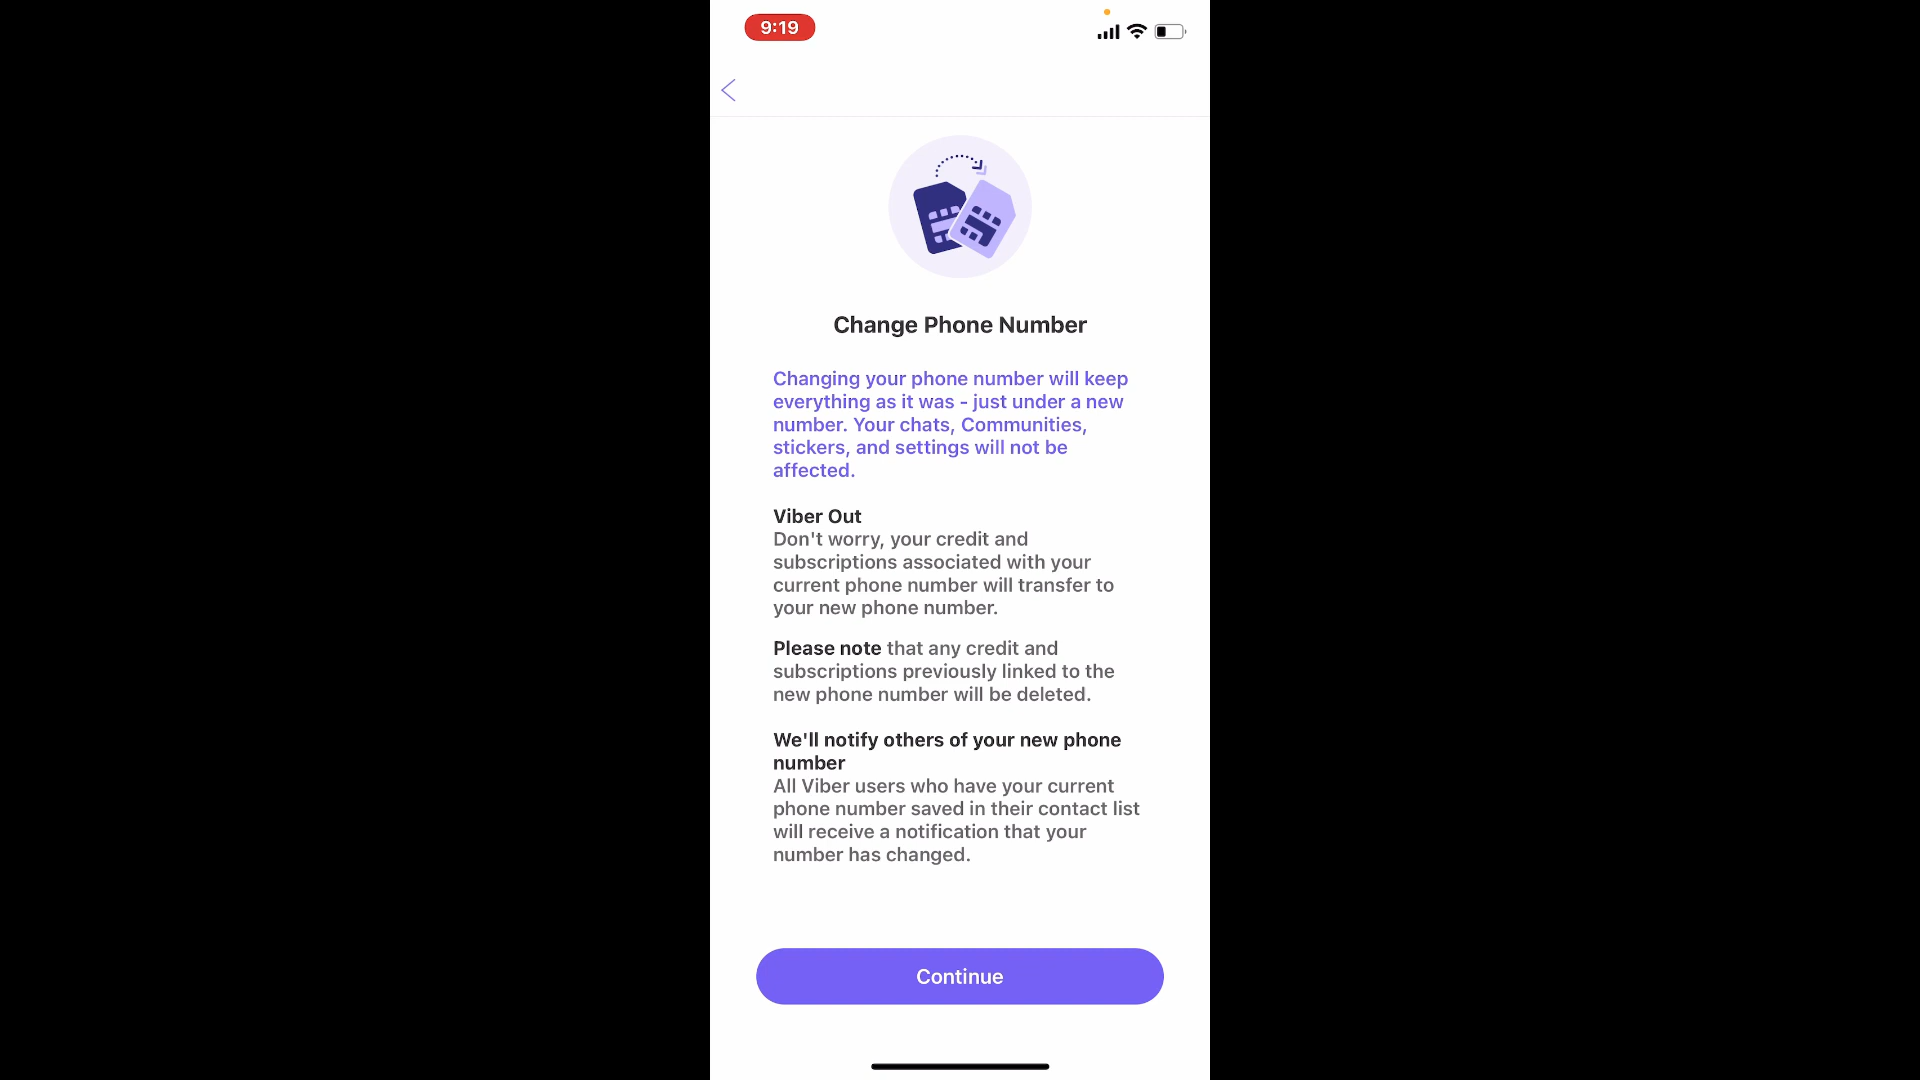 9:19
Change Phone Number
Changing your phone number will keep
everything as it was - just under a new
number. Your chats, Communities,
stickers, and settings will not be
affected.
Viber Out
Don't worry, your credit and
subscriptions associated with your
current phone number will transfer to
your new phone number.
Please note that any credit and
subscriptions previously linked to the
new phone number will be deleted.
We'll notify others of your new phone
number
All Viber users who have your current
phone number saved in their contact list
will receive a notification that your
number has changed.
Continue